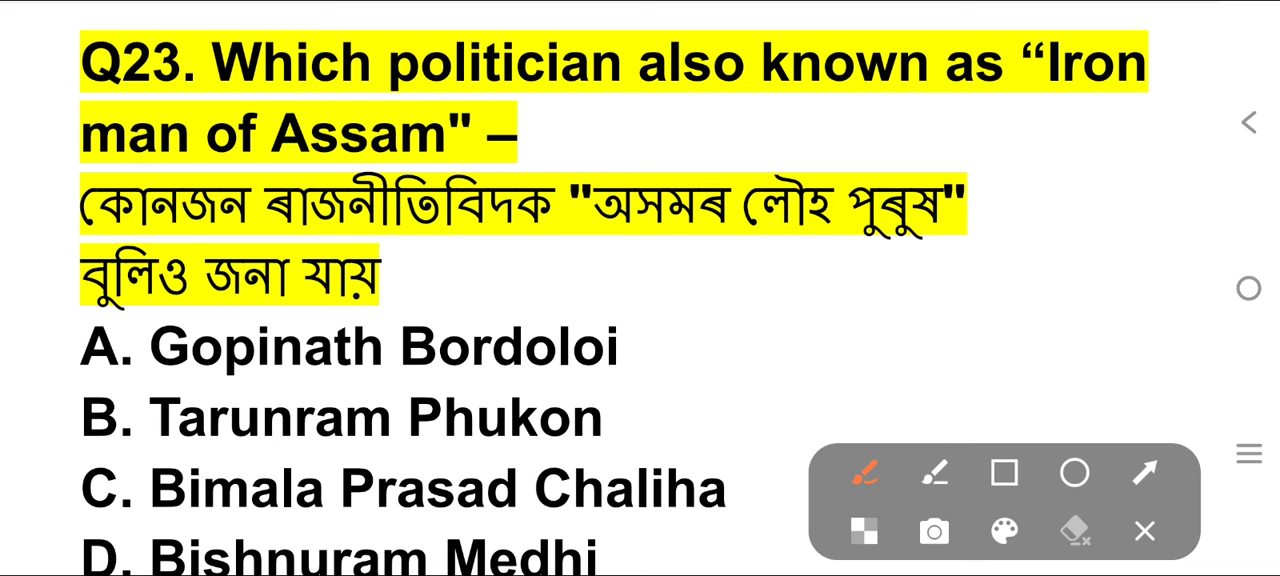 Q23. Which politician also known as “Iron
man of Assam" –
কোনজন ৰাজনীতিবিদক "অসমৰ লৌহ পুৰুষ"
বুলিও জনা যায়
A. Gopinath Bordoloi
B. Tarunram Phukon
C. Bimala Prasad Chaliha
D. Bishnuram Medhi